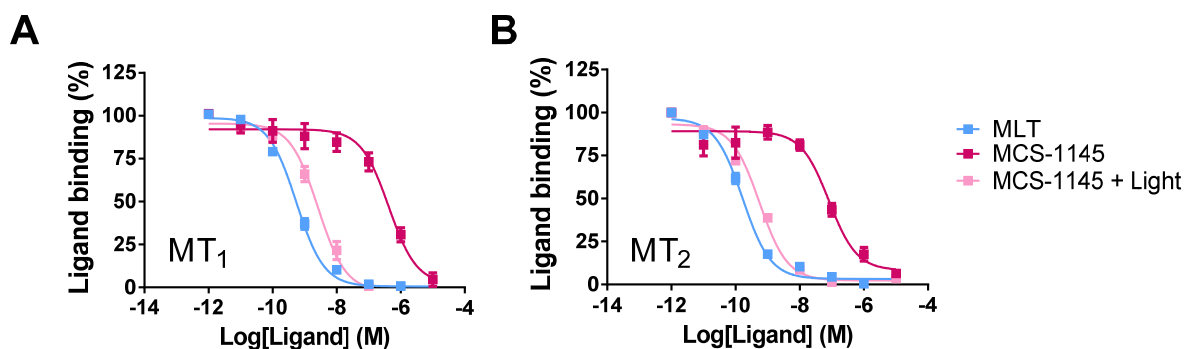 A
125
100
75
50
25
0
Ligand binding (%)
MT1
-14 -12 -10 -8 -6 -4
Log[Ligand] (M)
B
125
100
75
50
25
0
Ligand binding (%)
MT2
-14 -12 -10 -8 -6 -4
Log[Ligand] (M)
MLT
MCS-1145
MCS-1145 + Light